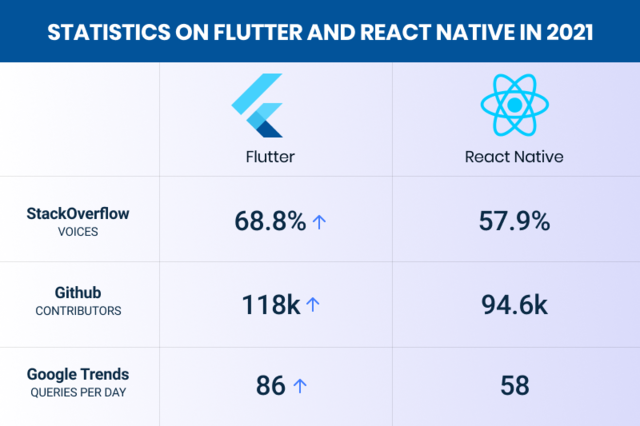 STATISTICS ON FLUTTER AND REACT NATIVE IN 2021
Flutter
React Native
StackOverflow
VOICES
68.8% ↑
57.9%
Github
CONTRIBUTORS
118k ↑
94.6k
Google Trends
QUERIES PER DAY
86 ↑
58